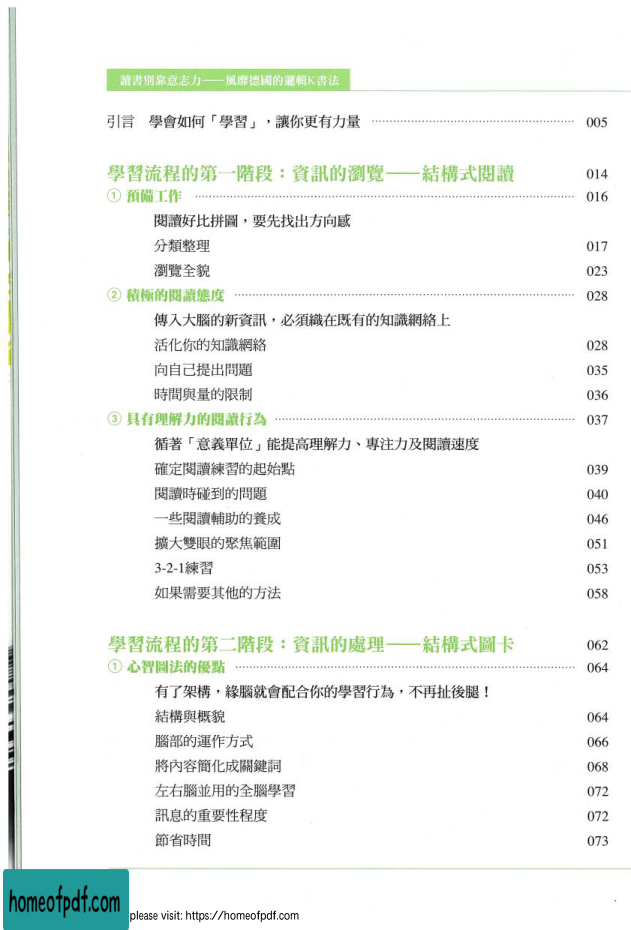 讀書別靠意志力——風靡德國的邏輯K書法
引言 學會如何「學習」，讓你更有力量 005
學習流程的第一階段：資訊的瀏覽——結構式閱讀 014
① 預備工作 016
閱讀好比拼圖，要先找出方向感
分類整理 017
瀏覽全貌 023
② 積極的閱讀態度 028
傳入大腦的新資訊，必須織在既有的知識網絡上
活化你的知識網絡 028
向自己提出問題 035
時間與量的限制 036
③ 具有理解力的閱讀行為 037
循著「意義單位」能提高理解力、專注力及閱讀速度
確定閱讀練習的起始點 039
閱讀時碰到的問題 040
一些閱讀輔助的養成 046
擴大雙眼的聚焦範圍 051
3-2-1練習 053
如果需要其他的方法 058
學習流程的第二階段：資訊的處理——結構式圖卡 062
① 心智圖法的優點 064
有了架構，緣腦就會配合你的學習行為，不再扯後腿！
結構與概貌 064
腦部的運作方式 066
將內容簡化成關鍵詞 068
左右腦並用的全腦學習 072
訊息的重要性程度 072
節省時間 073
homeofpdf.com
please visit: https://homeofpdf.com